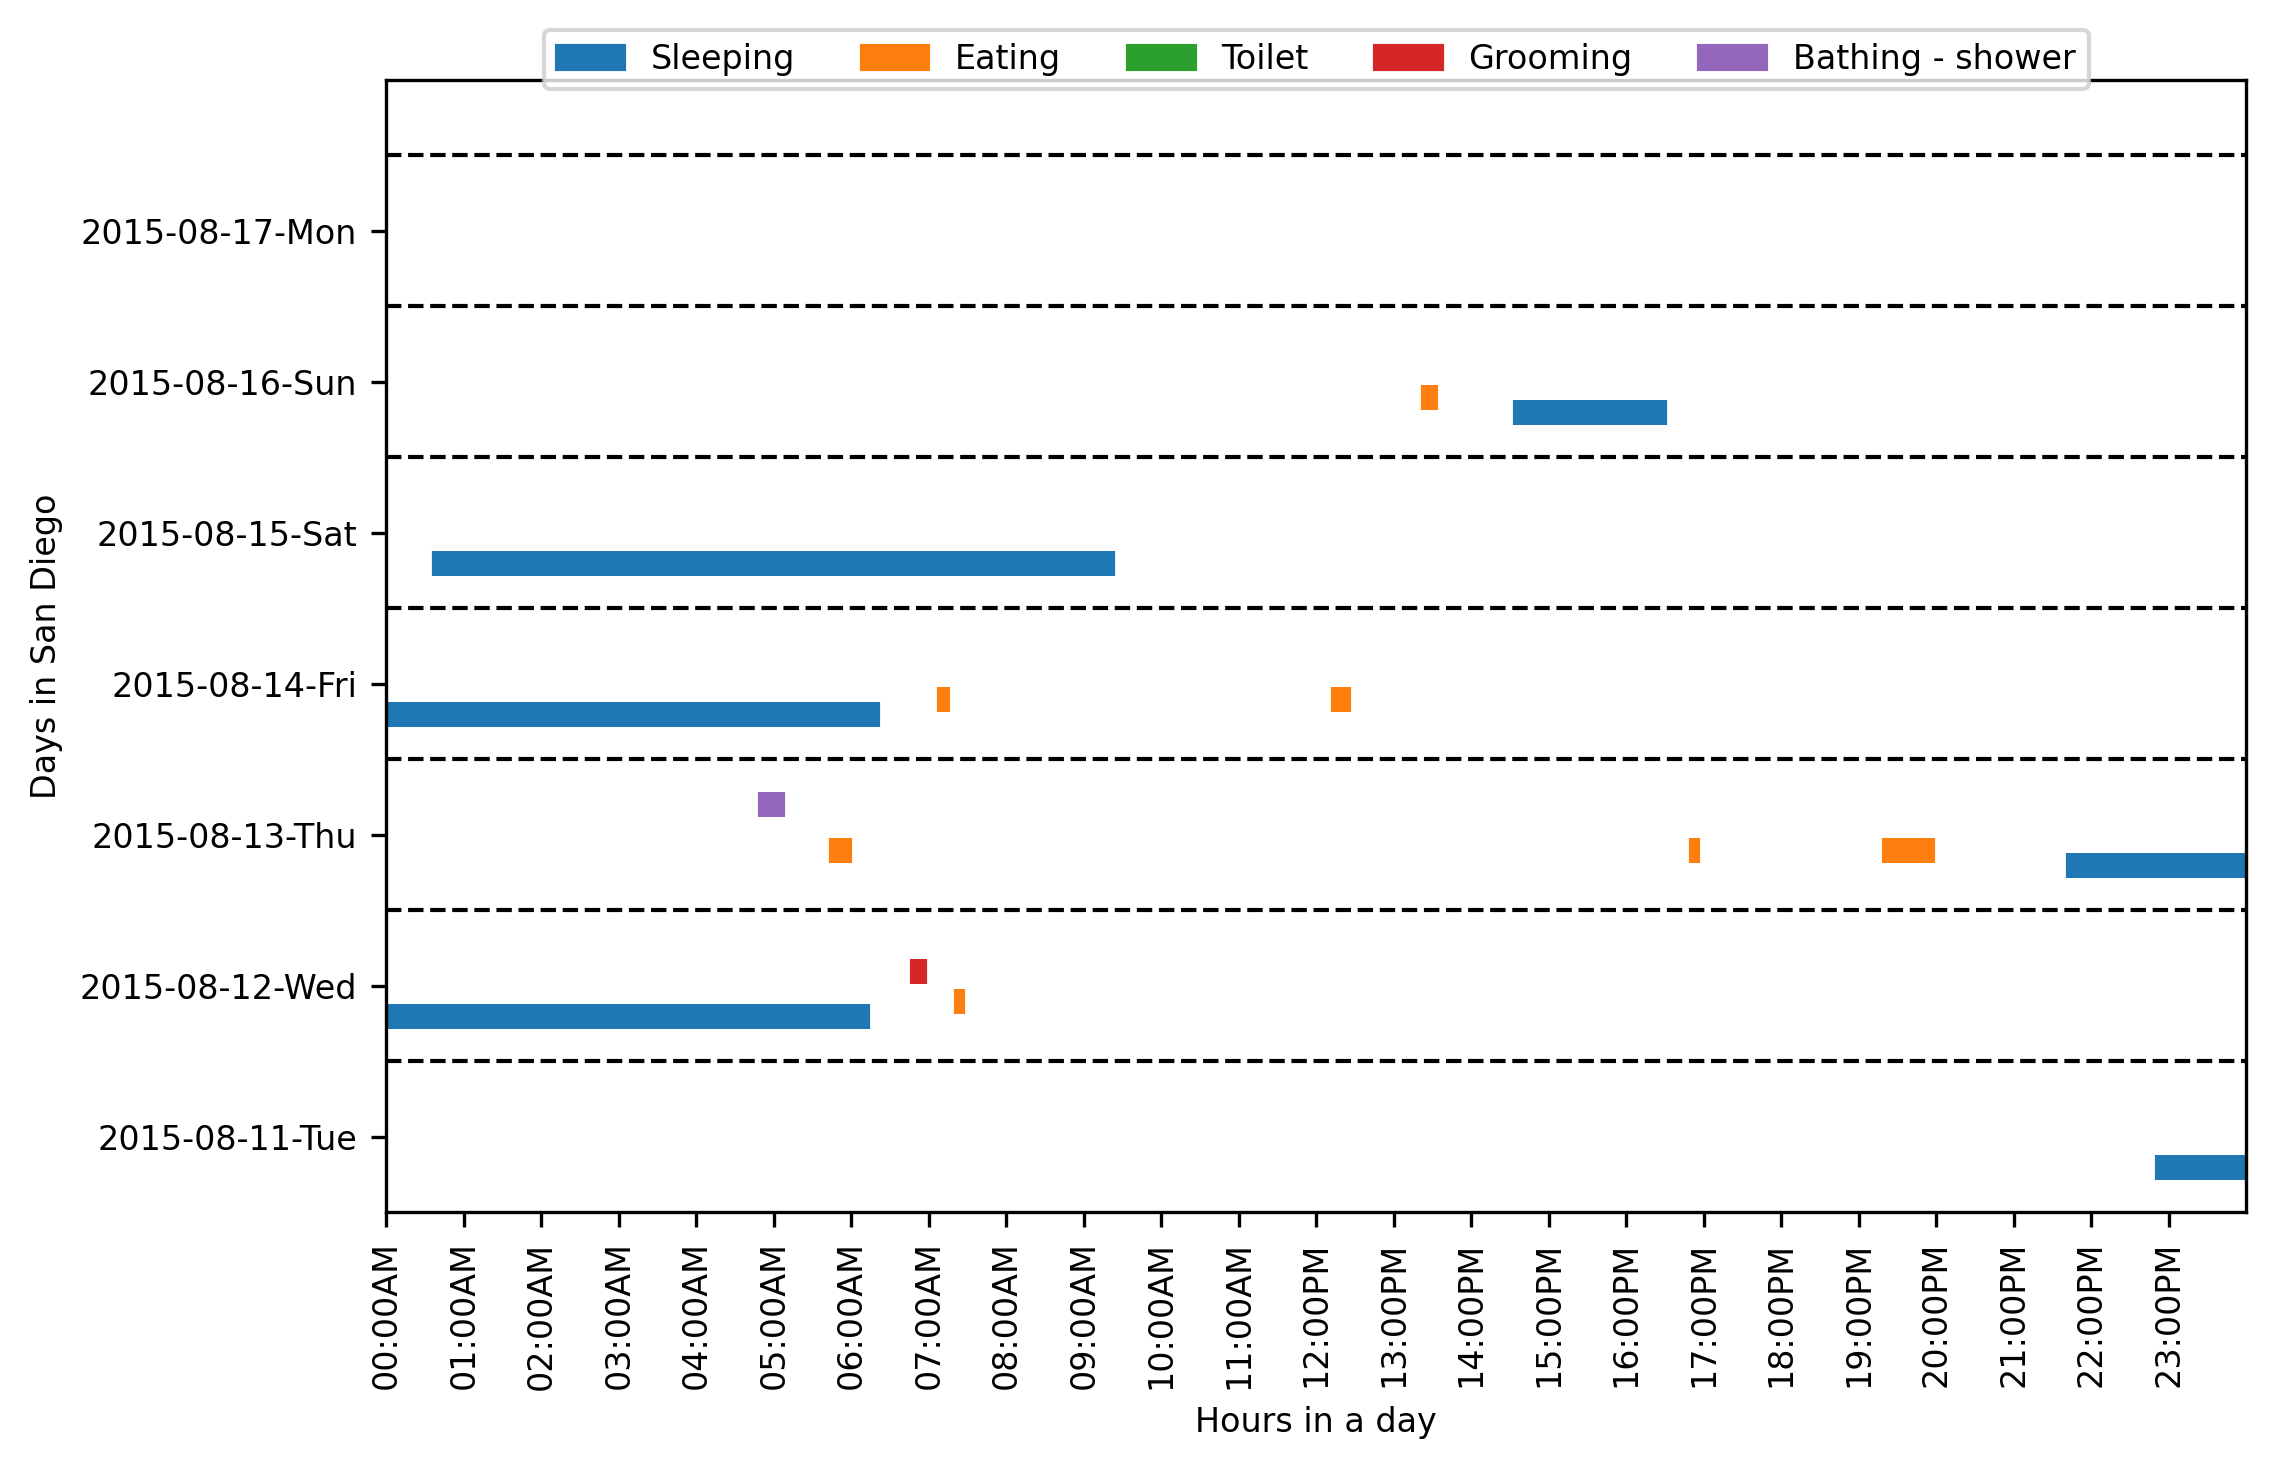 Sleeping Eating Toilet Grooming Bathing - shower
2015-08-17-Mon
2015-08-16-Sun
2015-08-15-Sat
2015-08-14-Fri
2015-08-13-Thu
2015-08-12-Wed
2015-08-11-Tue
Days in San Diego
00:00AM
01:00AM
02:00AM
03:00AM
04:00AM
05:00AM
06:00AM
07:00AM
08:00AM
09:00AM
10:00AM
11:00AM
12:00PM
13:00PM
14:00PM
15:00PM
16:00PM
17:00PM
18:00PM
19:00PM
20:00PM
21:00PM
22:00PM
23:00PM
Hours in a day